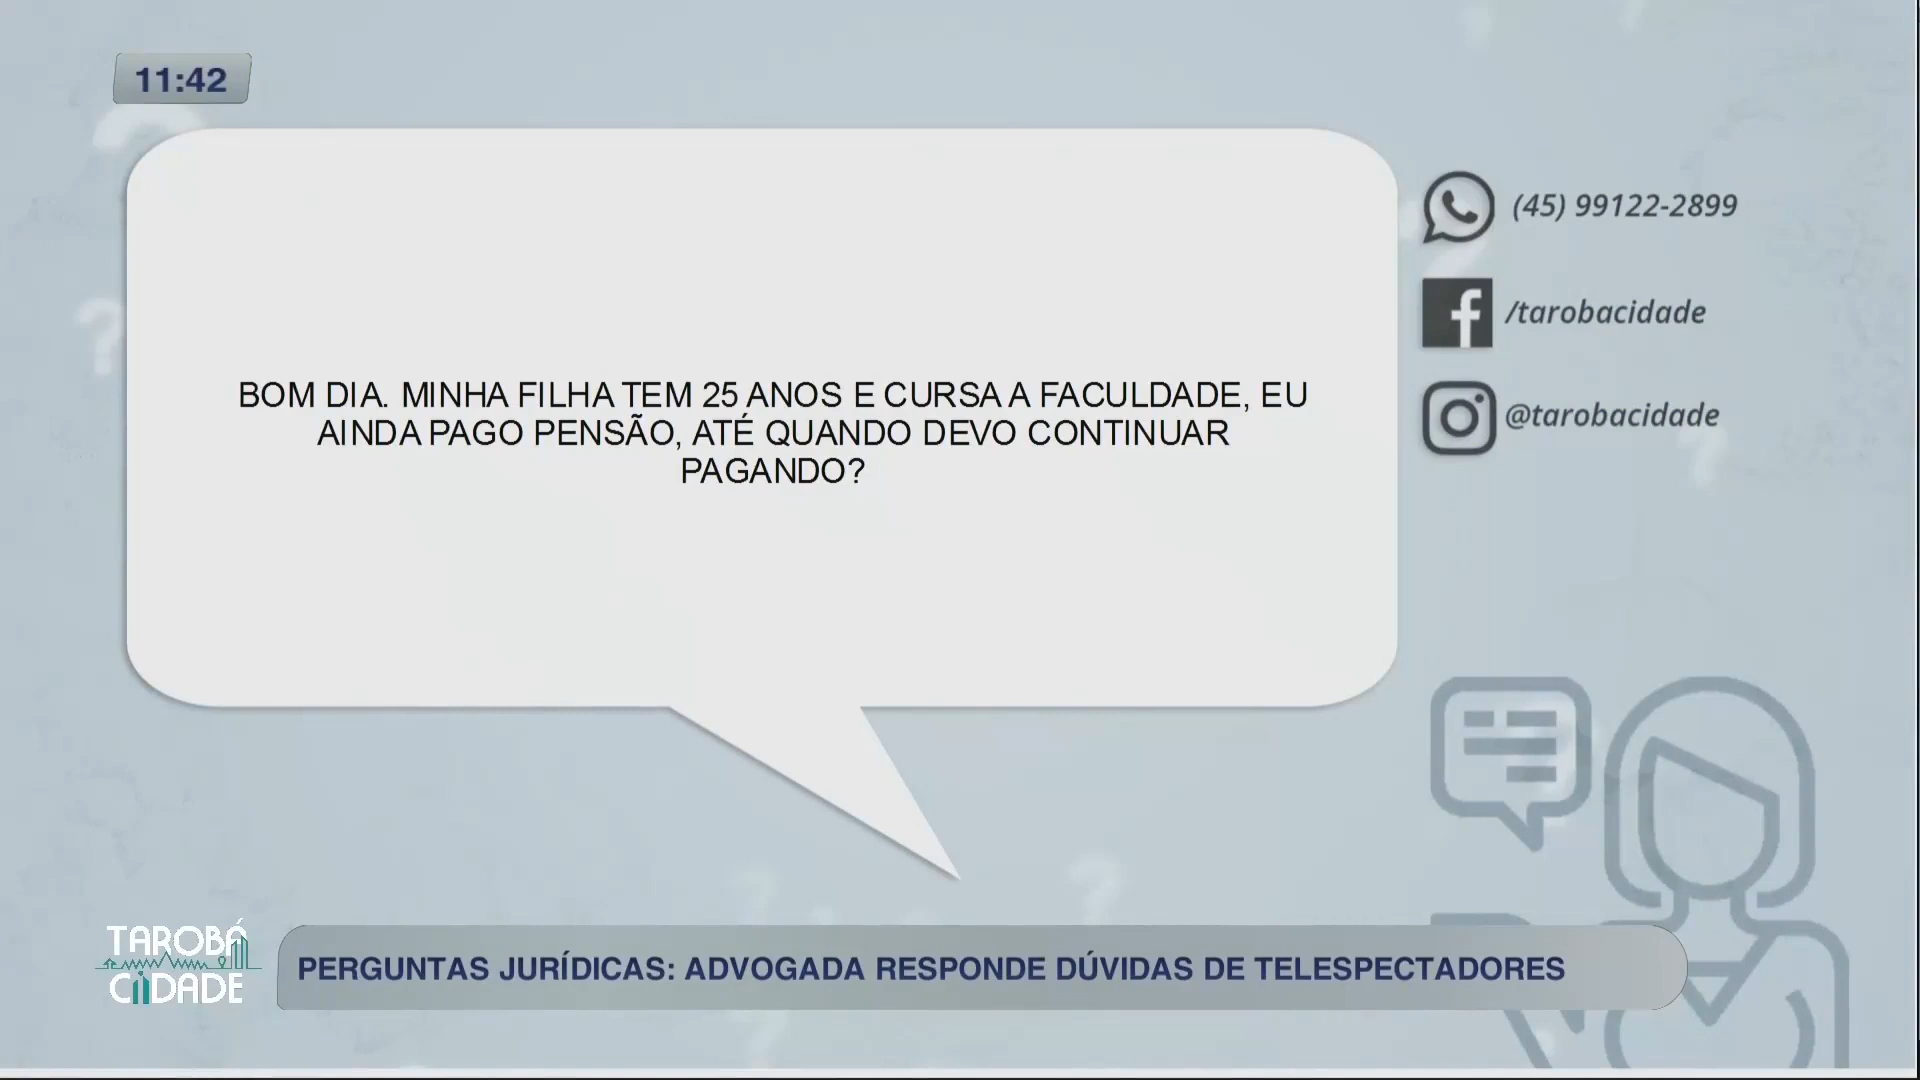 11:42
BOM DIA. MINHA FILHA TEM 25 ANOS E CURSA A FACULDADE, EU
AINDA PAGO PENSÃO, ATÉ QUANDO DEVO CONTINUAR
PAGANDO?
(45) 99122-2899
/tarobacidade
@tarobacidade
TAROBÁ
CIDADE
PERGUNTAS JURÍDICAS: ADVOGADA RESPONDE DÚVIDAS DE TELESPECTADORES